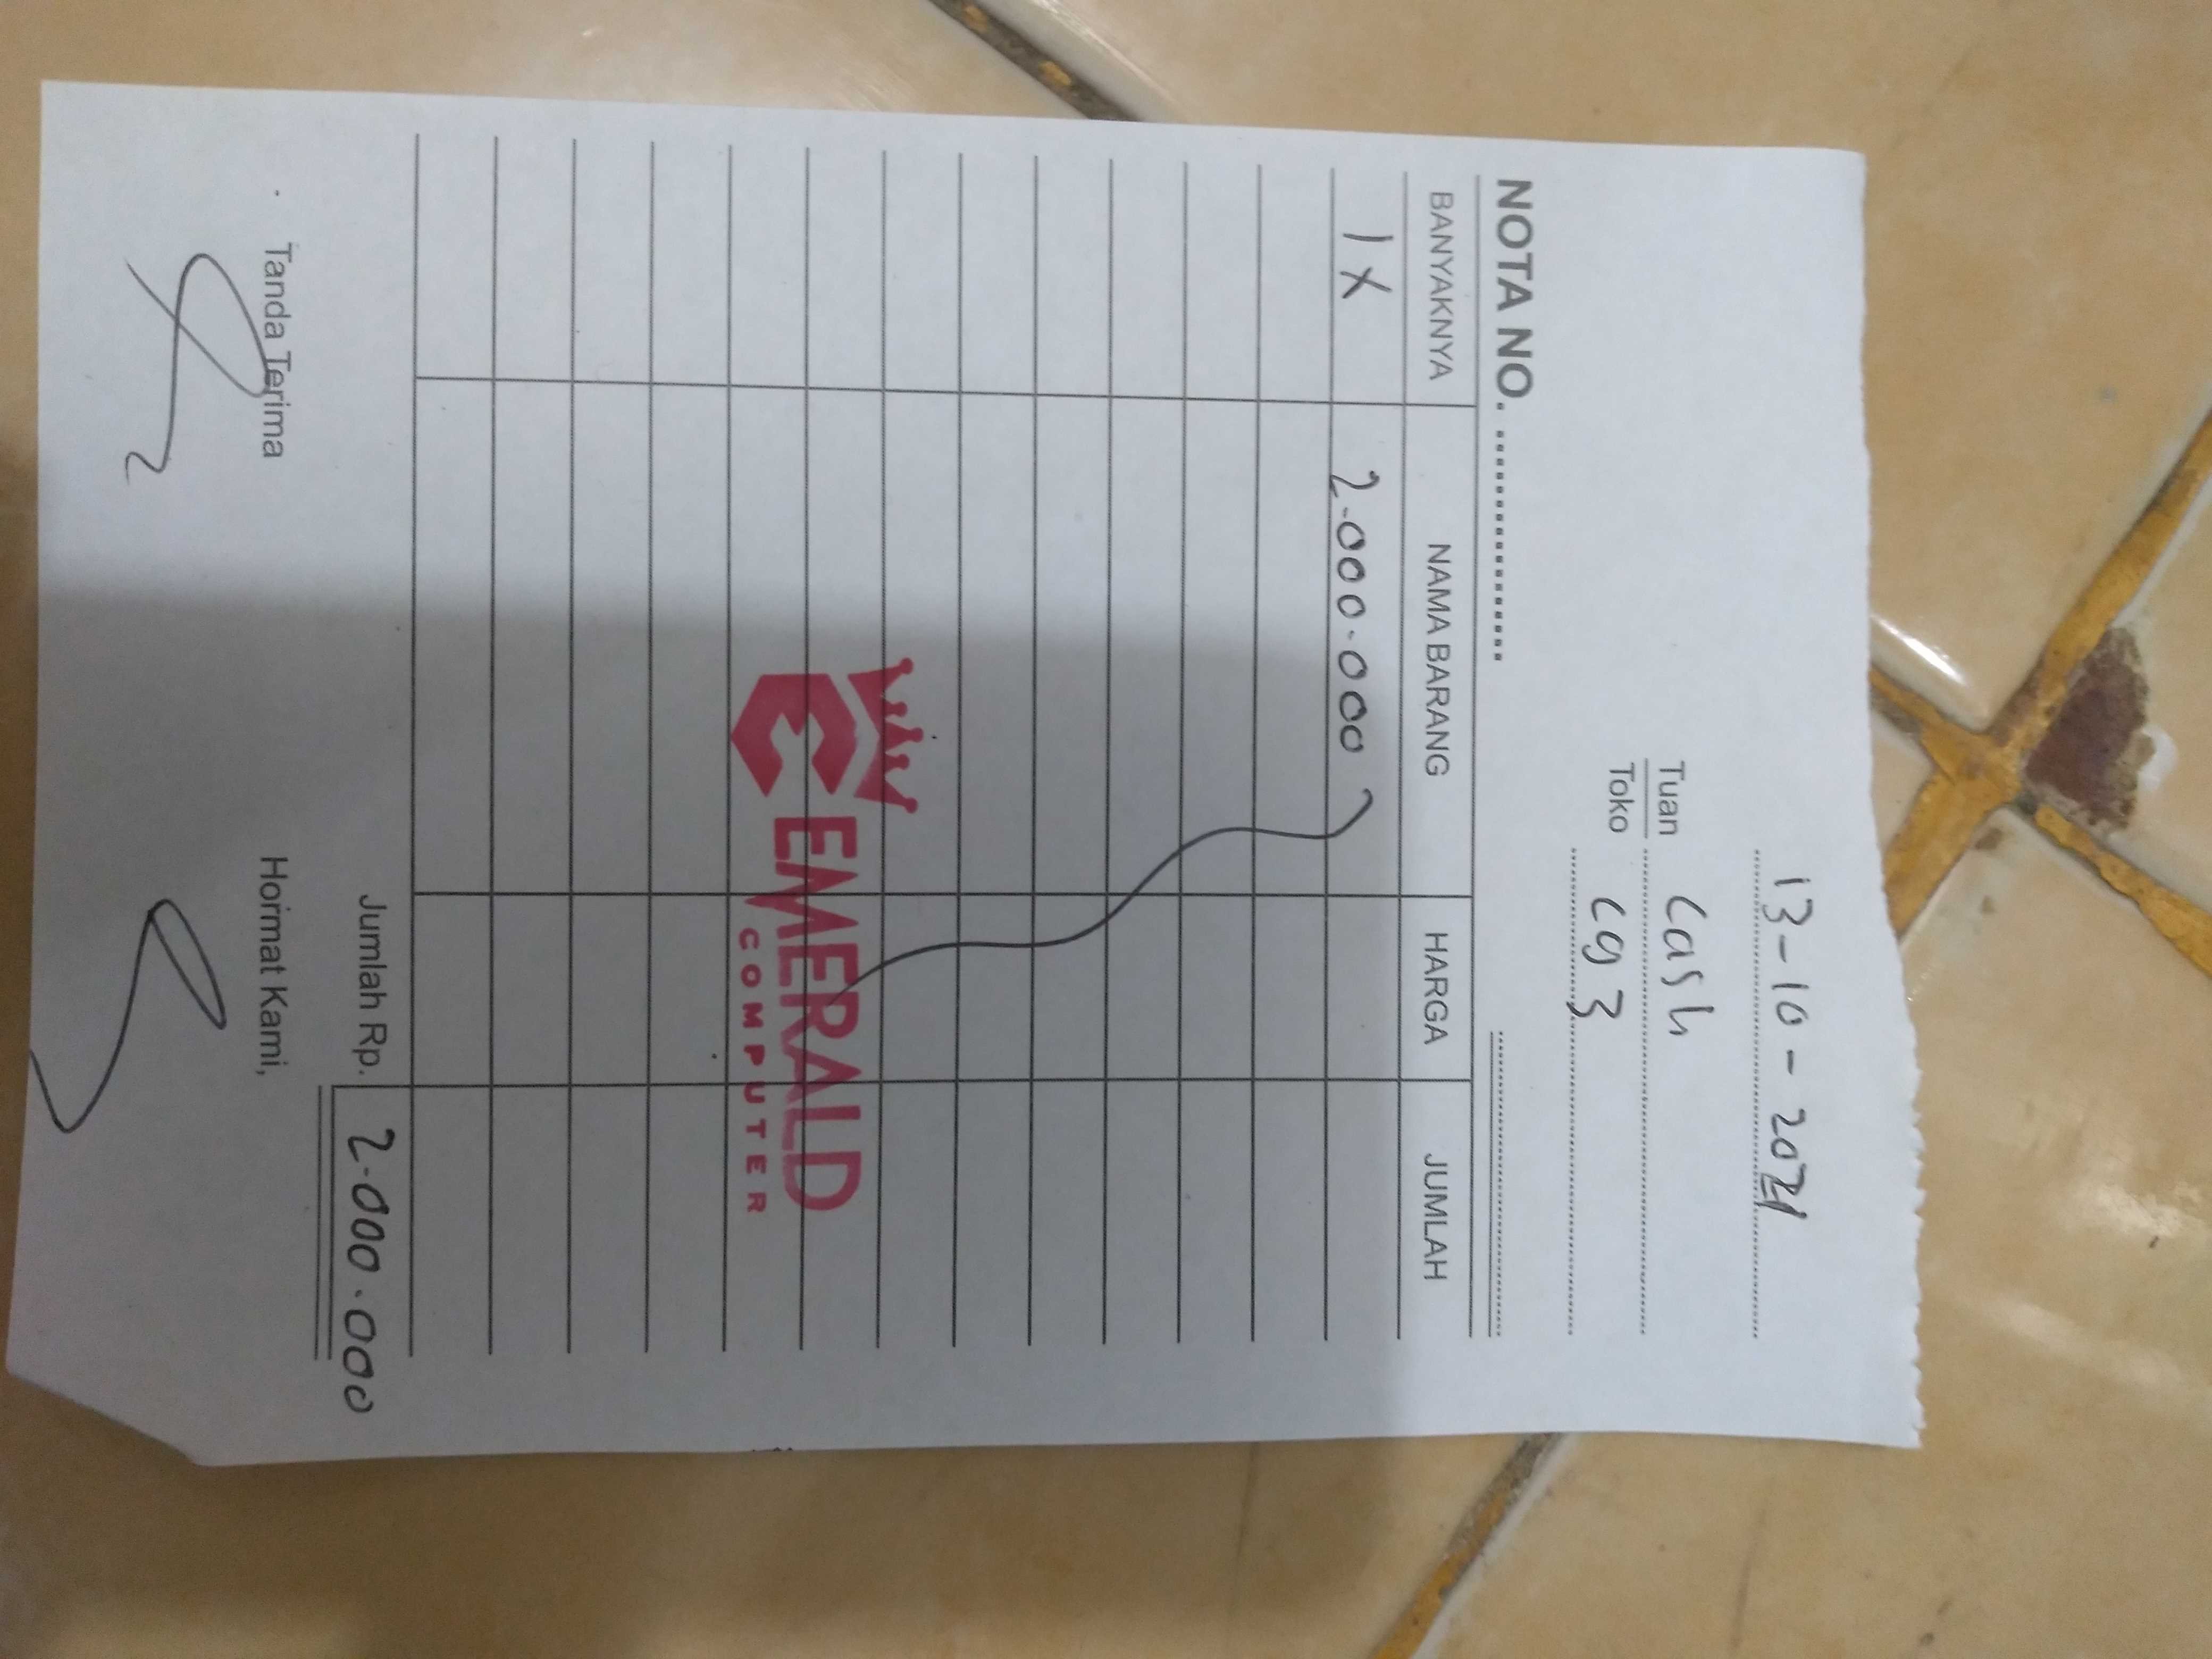 13-10-2021
Tuan Cash
Toko cg 3
NOTA NO. ....................
BANYAKNYA NAMA BARANG HARGA JUMLAH
1 X 2.000.000
EMERALD
COMPUTER
Jumlah Rp. 2.000.000
Tanda Terima Hormat Kami,